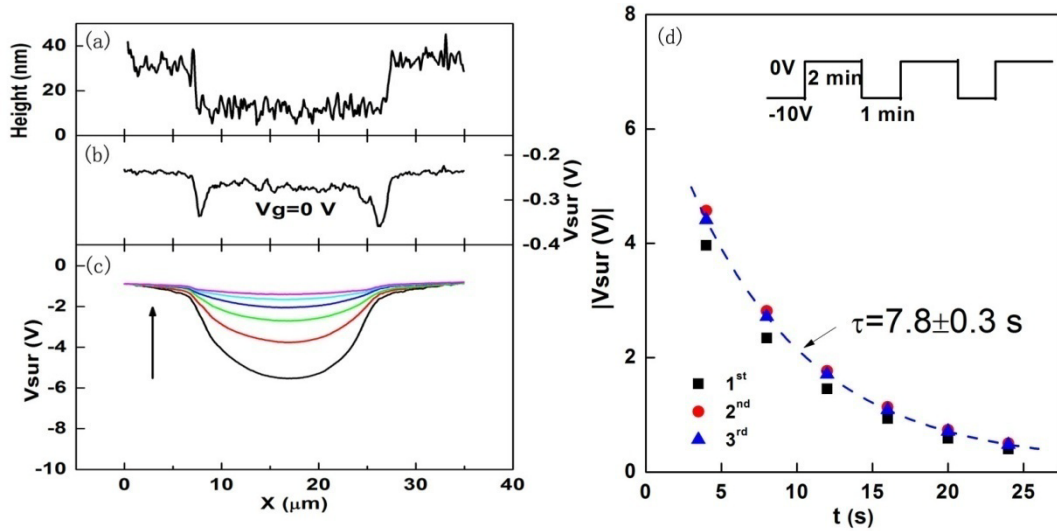 (a)
40
20
0
Height (nm)
(b)
Vg=0 V
-0.2
-0.3
-0.4
Vsur (V)
(c)
0
-2
-4
-6
-8
-10
Vsur (V)
0 10 20 30 40
X (μm)
(d)
8
6
4
2
0
|Vsur (V)|
0V
2 min
-10V
1 min
τ=7.8±0.3 s
1st
2nd
3rd
0 5 10 15 20 25
t (s)